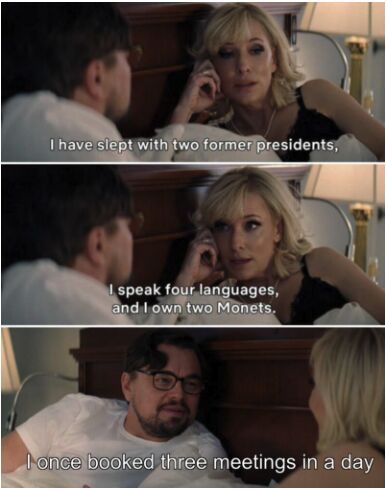 I have slept with two former presidents,
I speak four languages,
and I own two Monets.
I once booked three meetings in a day